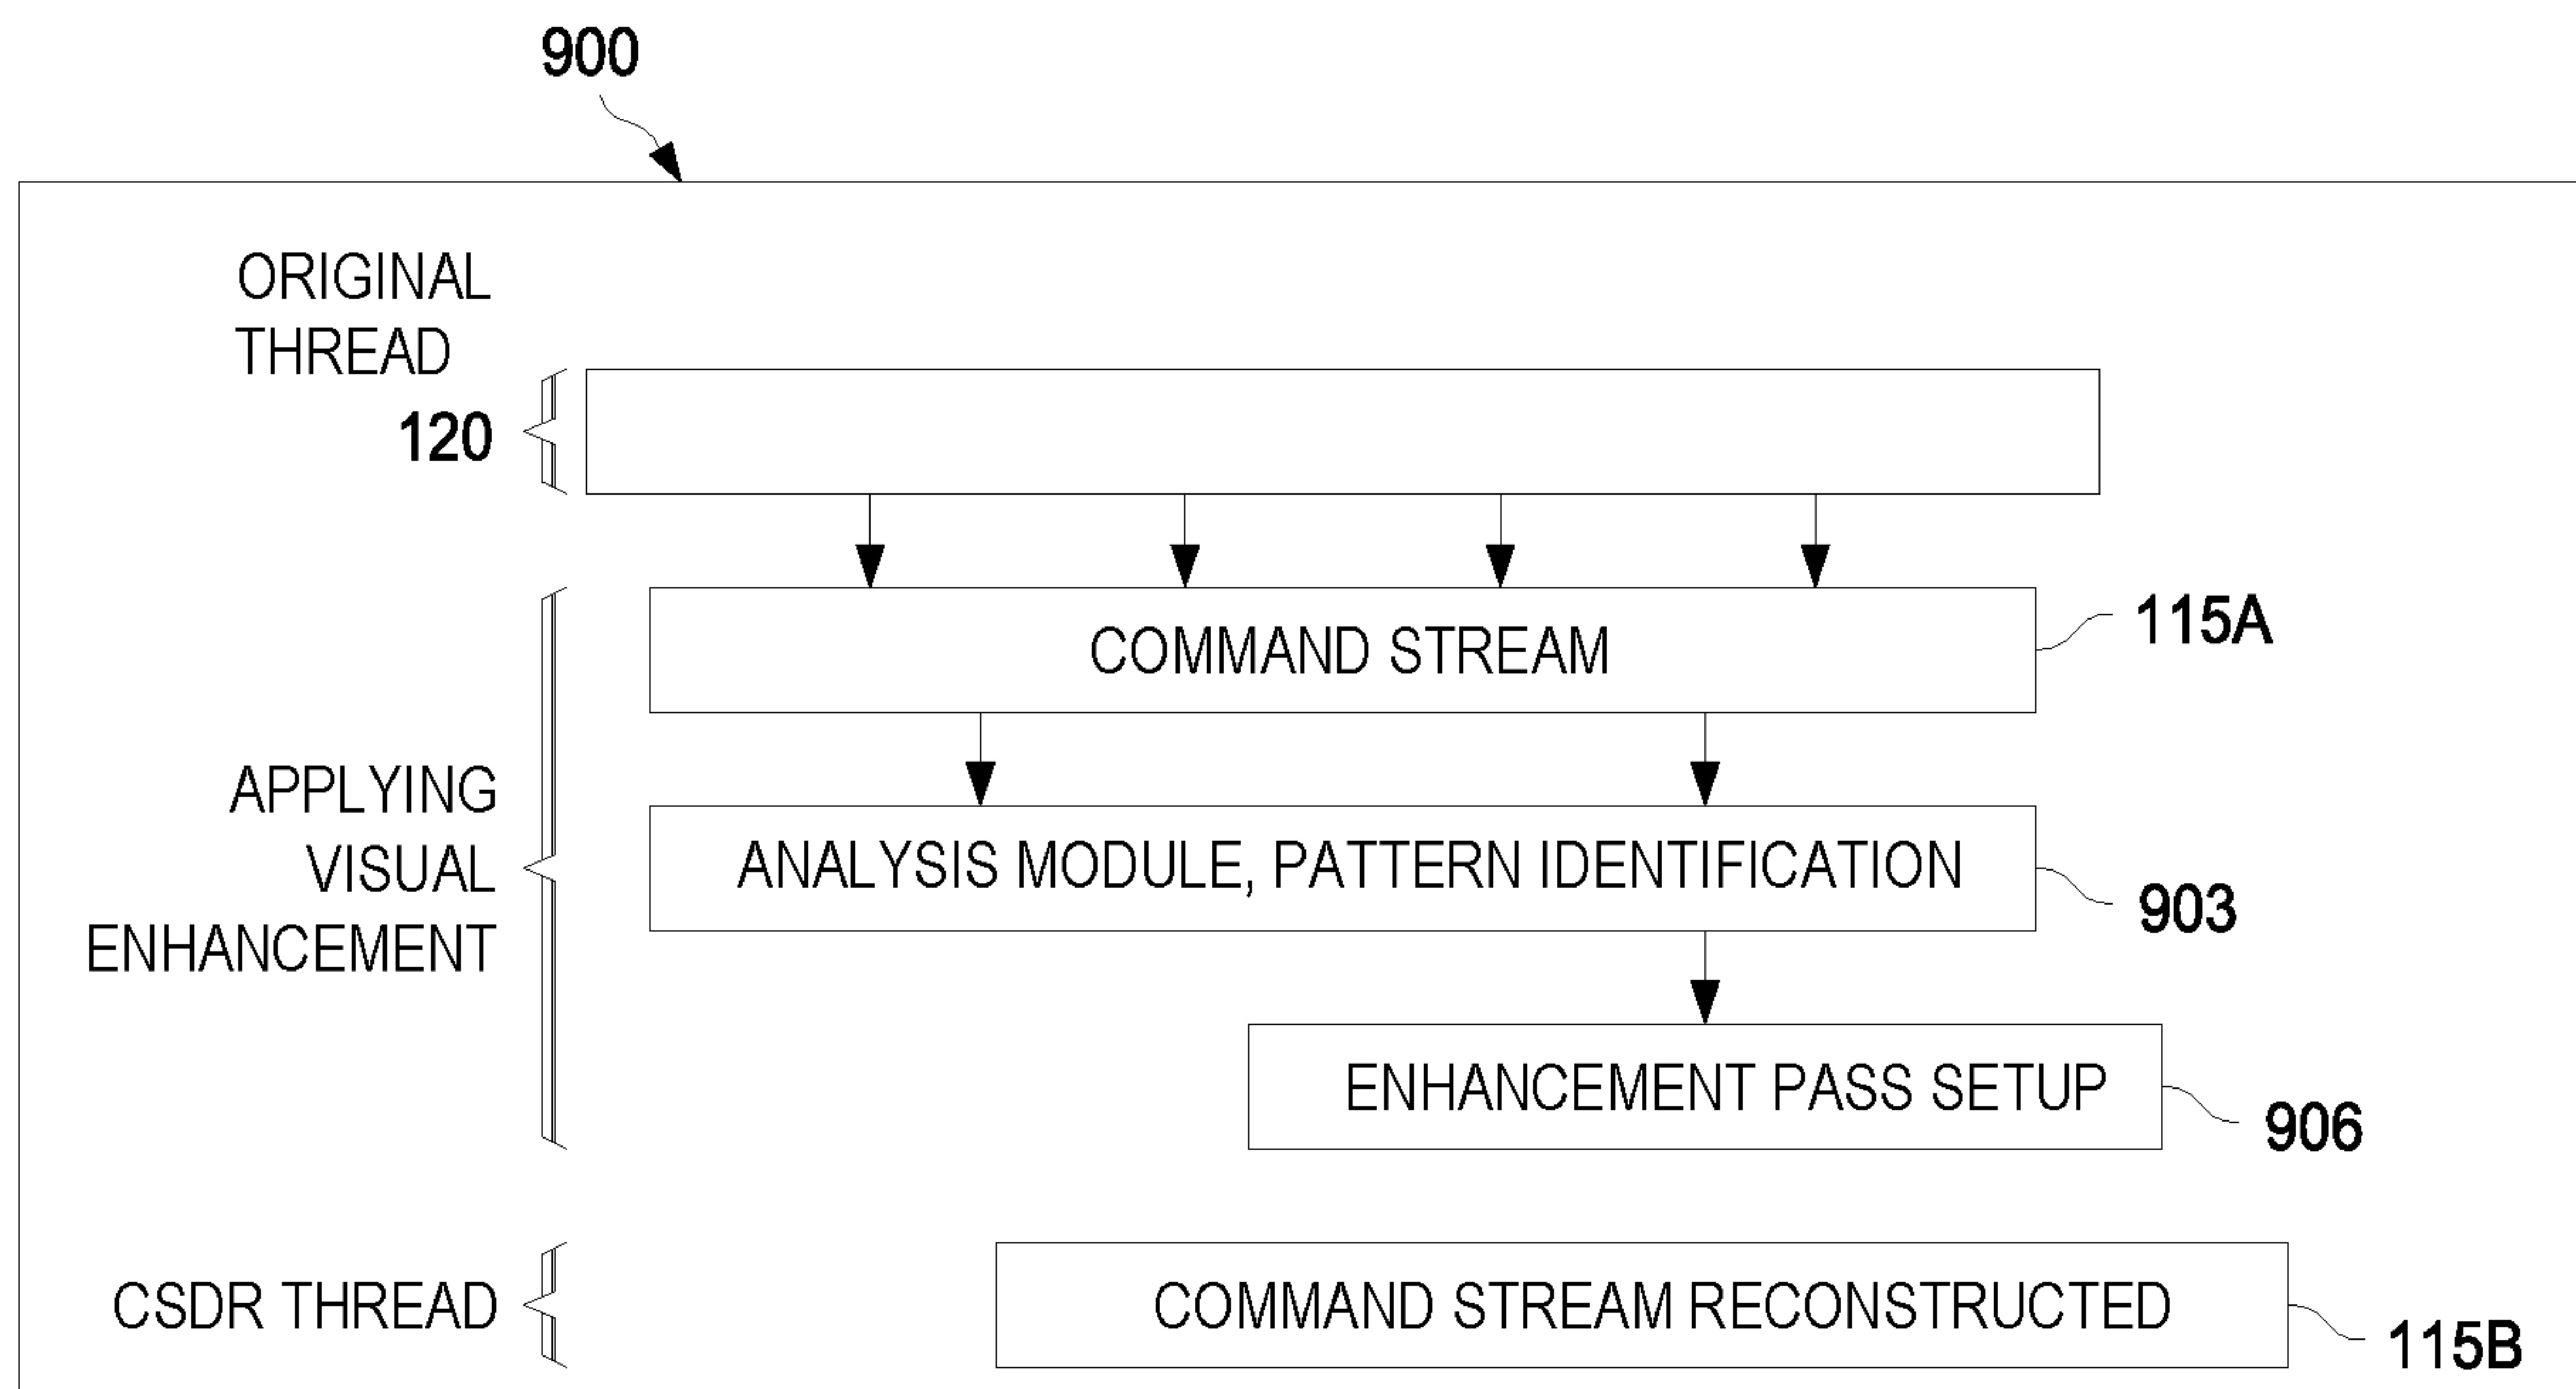 900
ORIGINAL
THREAD
120
COMMAND STREAM
115A
APPLYING
VISUAL
ENHANCEMENT
ANALYSIS MODULE, PATTERN IDENTIFICATION
903
ENHANCEMENT PASS SETUP
906
CSDR THREAD
COMMAND STREAM RECONSTRUCTED
115B